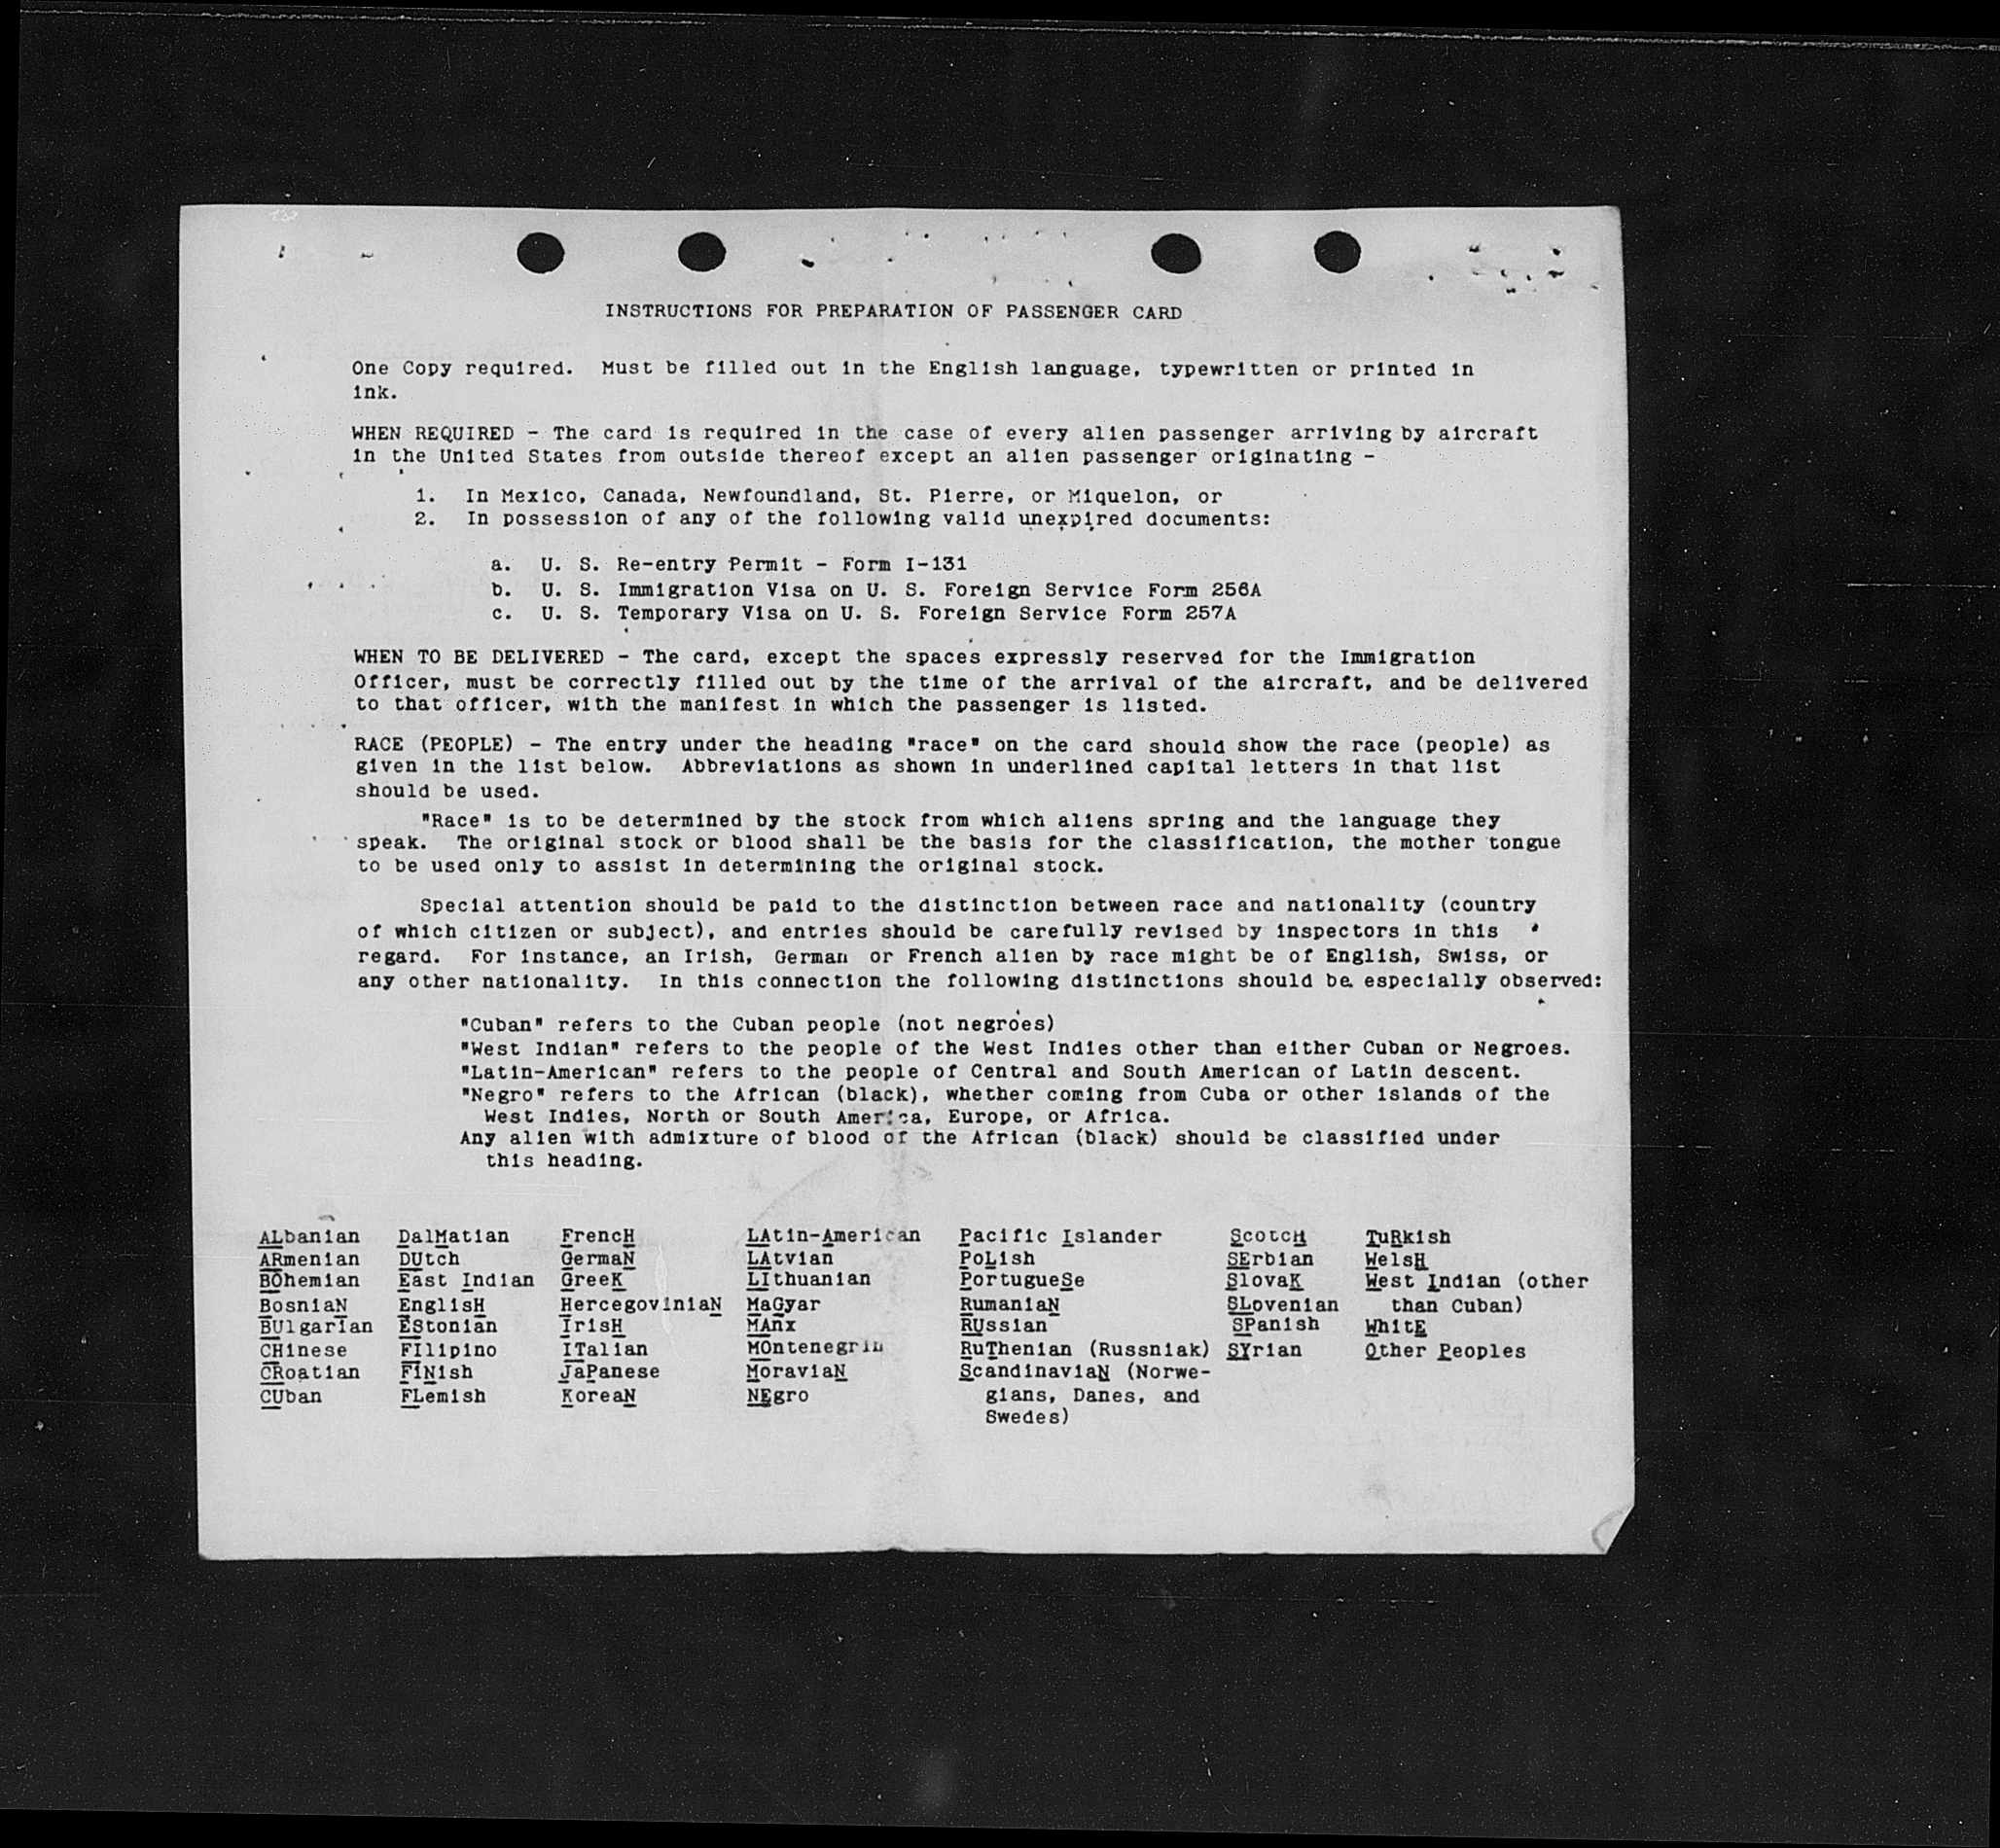 INSTRUCTIONS FOR PREPARATION OF PASSENGER CARD
One Copy required. Must be filled out in the English language, typewritten or printed in
ink.
WHEN REQUIRED - The card is required in the case of every alien passenger arriving by aircraft
in the United States from outside thereof except an alien passenger originating -
1. In Mexico, Canada, Newfoundland, St. Pierre, or Miquelon, or
2. In possession of any of the following valid unexpired documents:
a. U. S. Re-entry Permit - Form I-131
b. U. S. Immigration Visa on U. S. Foreign Service Form 256A
c. U. S. Temporary Visa on U. S. Foreign Service Form 257A
WHEN TO BE DELIVERED - The card, except the spaces expressly reserved for the Immigration
Officer, must be correctly filled out by the time of the arrival of the aircraft, and be delivered
to that officer, with the manifest in which the passenger is listed.
RACE (PEOPLE) - The entry under the heading "race" on the card should show the race (people) as
given in the list below. Abbreviations as shown in underlined capital letters in that list
should be used.
"Race" is to be determined by the stock from which aliens spring and the language they
speak. The original stock or blood shall be the basis for the classification, the mother tongue
to be used only to assist in determining the original stock.
Special attention should be paid to the distinction between race and nationality (country
of which citizen or subject), and entries should be carefully revised by inspectors in this
regard. For instance, an Irish, German or French alien by race might be of English, Swiss, or
any other nationality. In this connection the following distinctions should be especially observed:
"Cuban" refers to the Cuban people (not negroes)
"West Indian" refers to the people of the West Indies other than either Cuban or Negroes.
"Latin-American" refers to the people of Central and South American of Latin descent.
"Negro" refers to the African (black), whether coming from Cuba or other islands of the
West Indies, North or South America, Europe, or Africa.
Any alien with admixture of blood of the African (black) should be classified under
this heading.
ALbanian DalMatian FrencH LAtin-American Pacific Islander ScotcH TuRkish
ARmenian DUtch GermaN LAtvian PoLish SErbian WelsH
BOhemian East Indian GreeK LIthuanian PortugueSe SlovaK West Indian (other
BosniaN EnglisH HercegoviniaN MaGyar RumaniaN SLovenian than Cuban)
BUlgarian EStonian IrisH MAnx RUssian SPanish WhitE
CHinese FIlipino ITalian MOntenegrin RuThenian (Russniak) SYrian Other Peoples
CRoatian FiNish JaPanese MoraviaN ScandinaviaN (Norwe-
CUban FLemish KoreaN NEgro gians, Danes, and
Swedes)